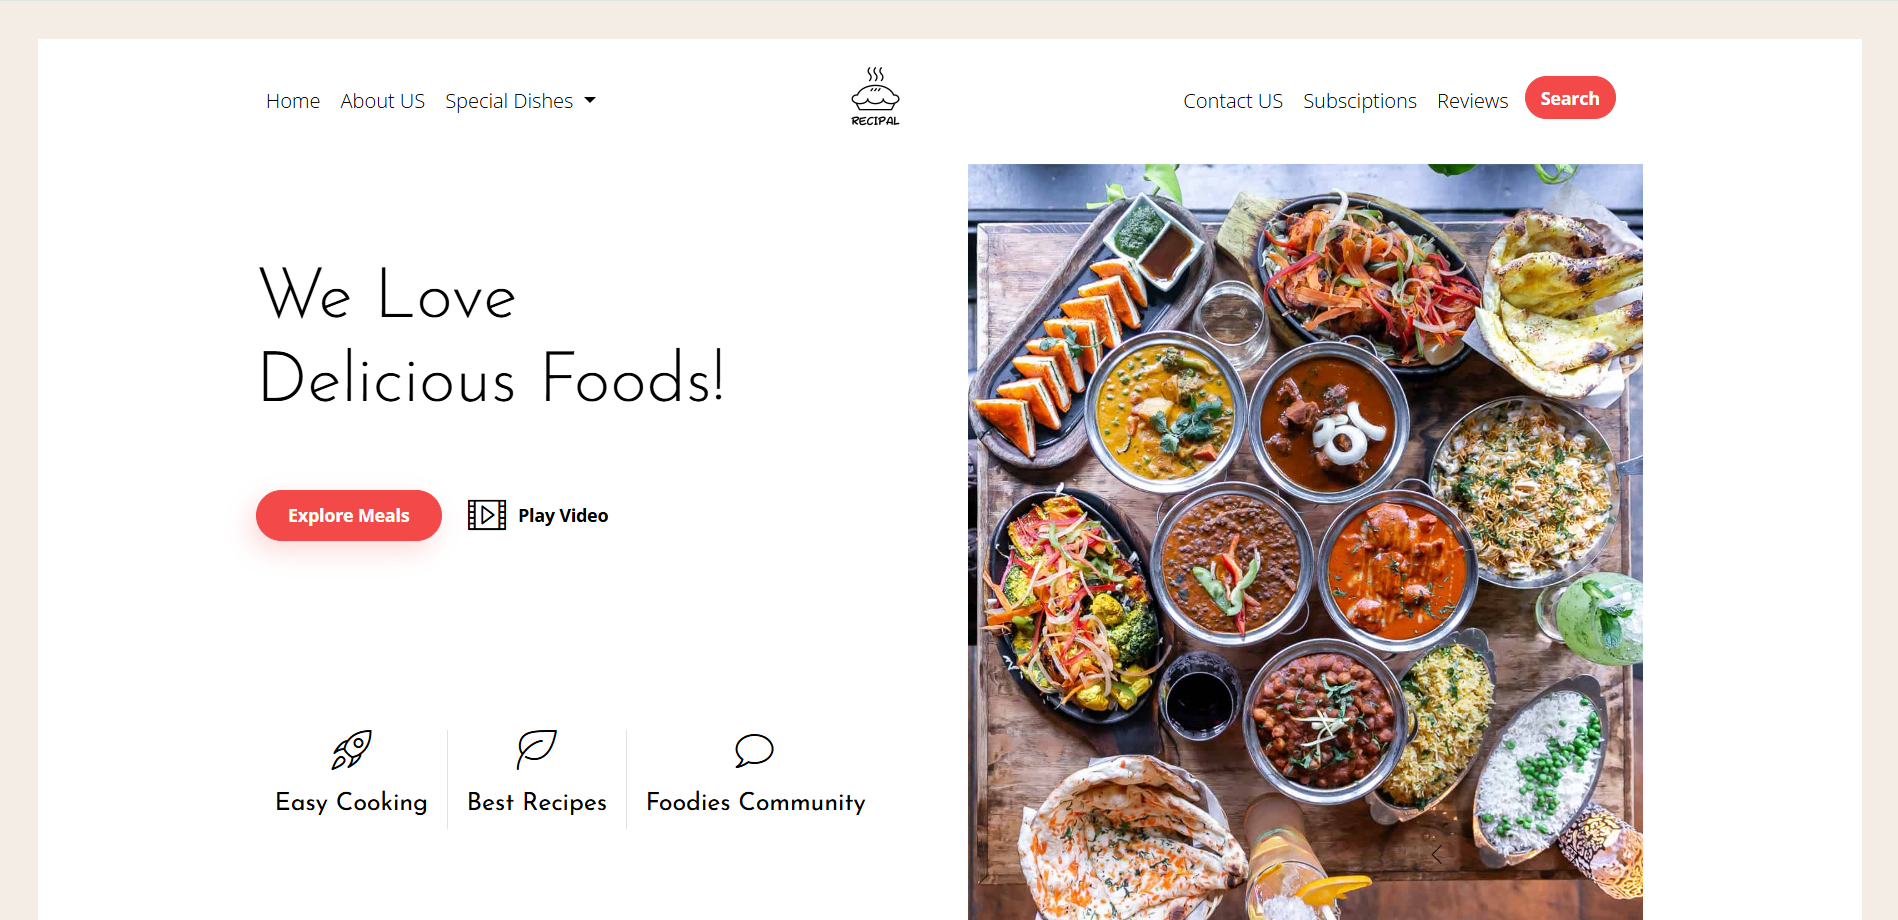 Home About US Special Dishes
RECIPAL
Contact US Subsciptions Reviews Search
We Love
Delicious Foods!
Explore Meals Play Video
Easy Cooking Best Recipes Foodies Community